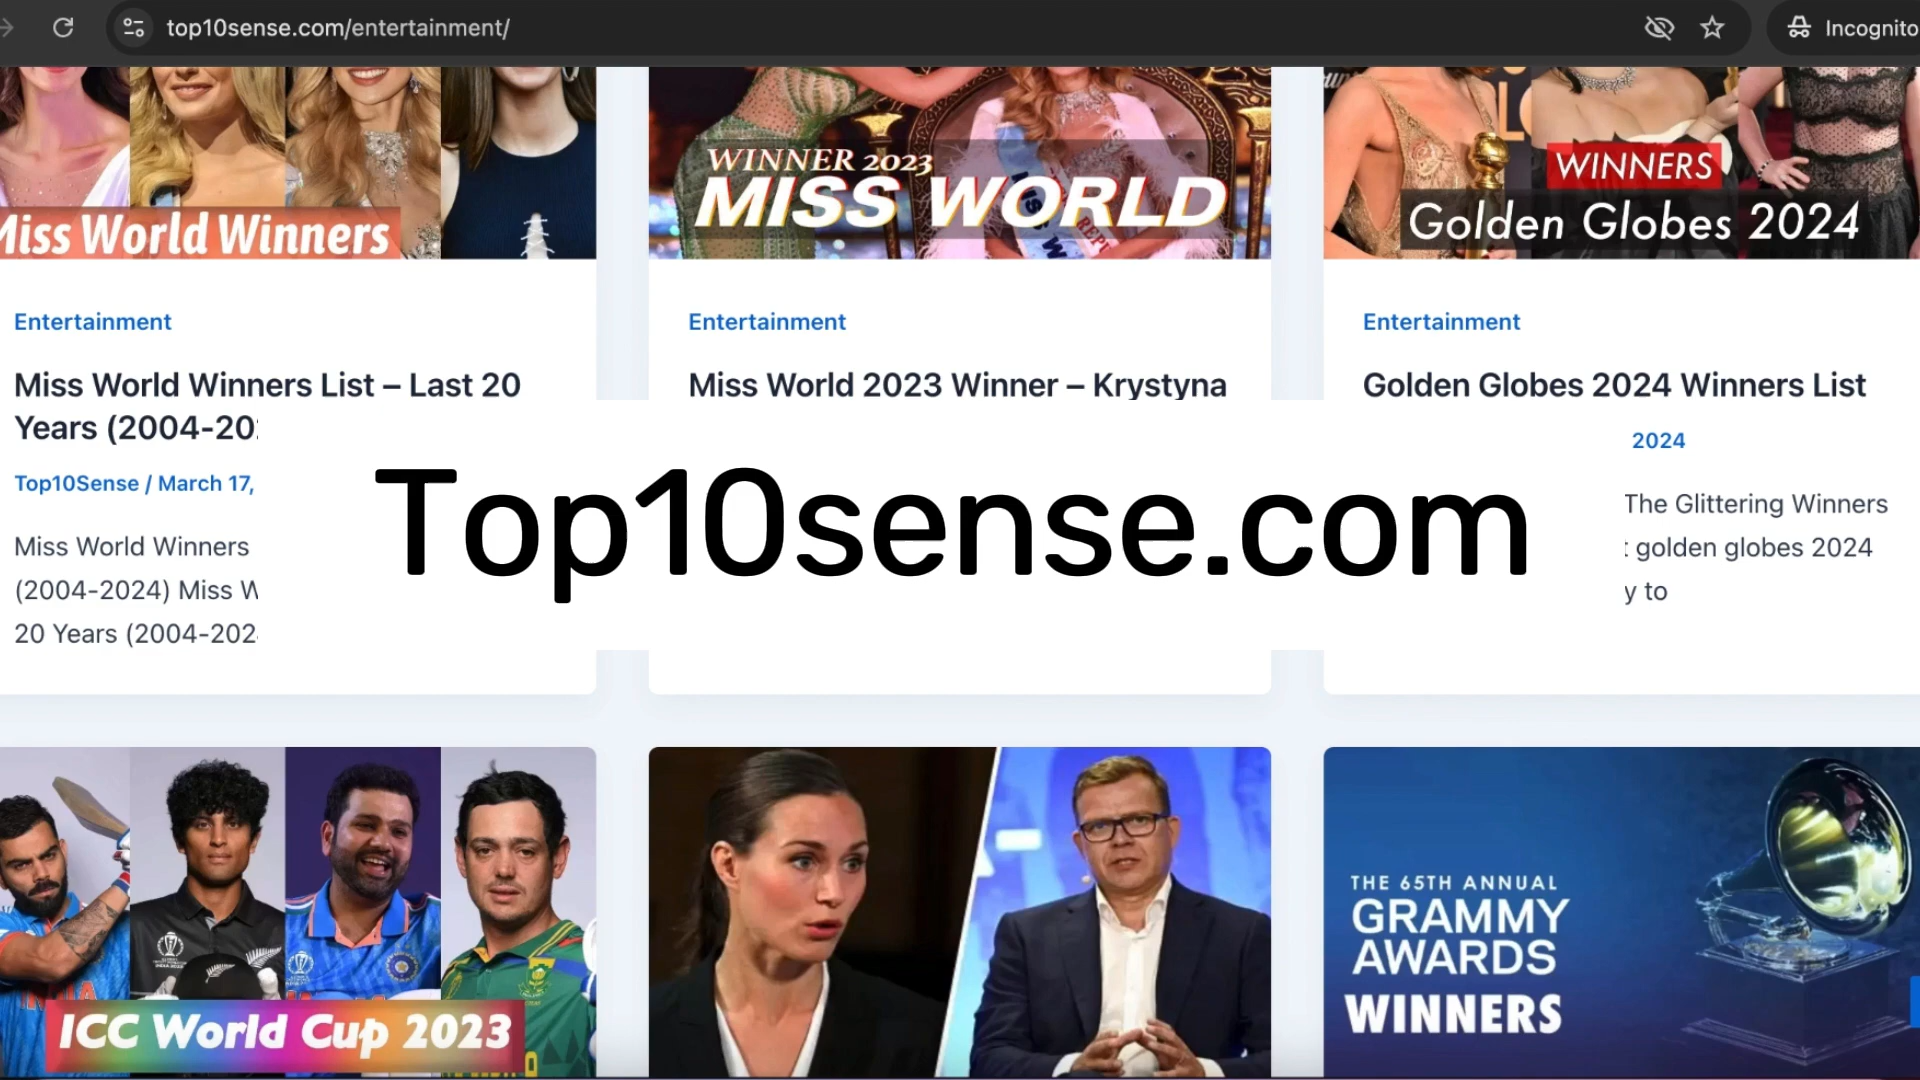 top10sense.com/entertainment/
Incognito
Miss World Winners
WINNER 2023
MISS WORLD
WINNERS
Golden Globes 2024
Entertainment
Entertainment
Entertainment
Miss World Winners List – Last 20
Years (2004-20
Miss World 2023 Winner – Krystyna
Golden Globes 2024 Winners List
2024
Top10Sense / March 17,
The Glittering Winners
golden globes 2024
y to
Miss World Winners
(2004-2024) Miss W
20 Years (2004-202
Top10sense.com
ICC World Cup 2023
THE 65TH ANNUAL
GRAMMY
AWARDS
WINNERS